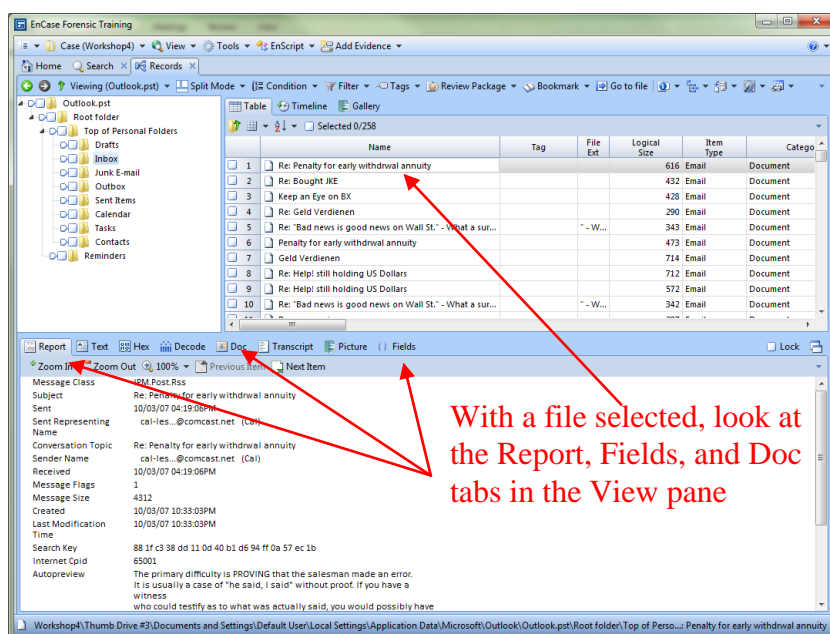 EnCase Forensic Training
Case (Workshop4) View Tools EnScript Add Evidence
Home Search Records
Viewing (Outlook.pst) Split Mode Condition Filter Tags Review Package Bookmark Go to file
Outlook.pst
Root folder
Top of Personal Folders
Drafts
Inbox
Junk E-mail
Outbox
Sent Items
Calendar
Tasks
Contacts
Reminders
Table Timeline Gallery
Selected 0/258
Name Tag File Ext Logical Size Item Type Catego
1 Re: Penalty for early withdrwal annuity 616 Email Document
2 Re: Bought JKE 432 Email Document
3 Keep an Eye on BX 428 Email Document
4 Re: Geld Verdienen 290 Email Document
5 Re: "Bad news is good news on Wall St." - What a sur... " - W... 343 Email Document
6 Penalty for early withdrwal annuity 473 Email Document
7 Geld Verdienen 714 Email Document
8 Re: Help! still holding US Dollars 712 Email Document
9 Re: Help! still holding US Dollars 572 Email Document
10 Re: "Bad news is good news on Wall St." - What a sur... " - W... 342 Email Document
Report Text Hex Decode Doc Transcript Picture Fields Lock
Zoom In Zoom Out 100% Previous Item Next Item
Message Class IPM.Post.Rss
Subject Re: Penalty for early withdrwal annuity
Sent 10/03/07 04:19:06PM
Sent Representing Name cal-les...@comcast.net (Cal)
Conversation Topic Re: Penalty for early withdrwal annuity
Sender Name cal-les...@comcast.net (Cal)
Received 10/03/07 04:19:06PM
Message Flags 1
Message Size 4312
Created 10/03/07 10:33:03PM
Last Modification Time 10/03/07 10:33:03PM
Search Key 88 1f c3 38 dd 11 0d 40 b1 d6 94 ff 0a 57 ec 1b
Internet Cpid 65001
Autopreview The primary difficulty is PROVING that the salesman made an error.
It is usually a case of "he said, I said" without proof. If you have a
witness
who could testify as to what was actually said, you would possibly have
With a file selected, look at
the Report, Fields, and Doc
tabs in the View pane
Workshop4\Thumb Drive #3\Documents and Settings\Default User\Local Settings\Application Data\Microsoft\Outlook\Outlook.pst\Root folder\Top of Perso...: Penalty for early withdrwal annuity